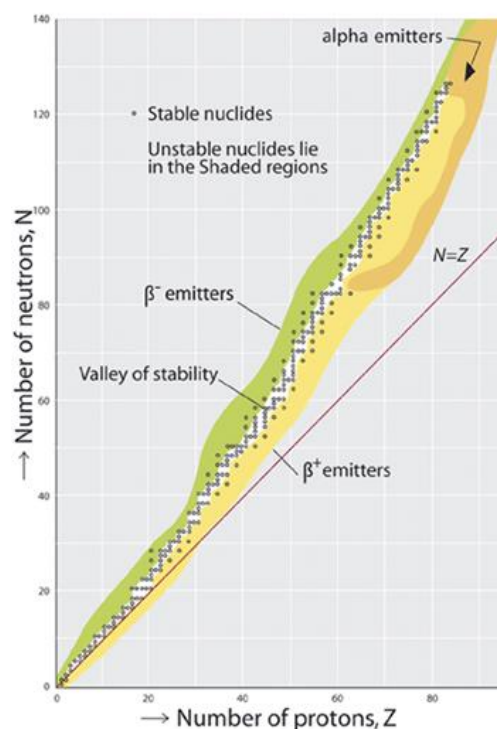 140
alpha emitters
120
Stable nuclides
Unstable nuclides lie
in the Shaded regions
100
N=Z
80
β⁻ emitters
Valley of stability
60
β⁺ emitters
40
20
0
0
20
40
60
80
→ Number of neutrons, N
→ Number of protons, Z